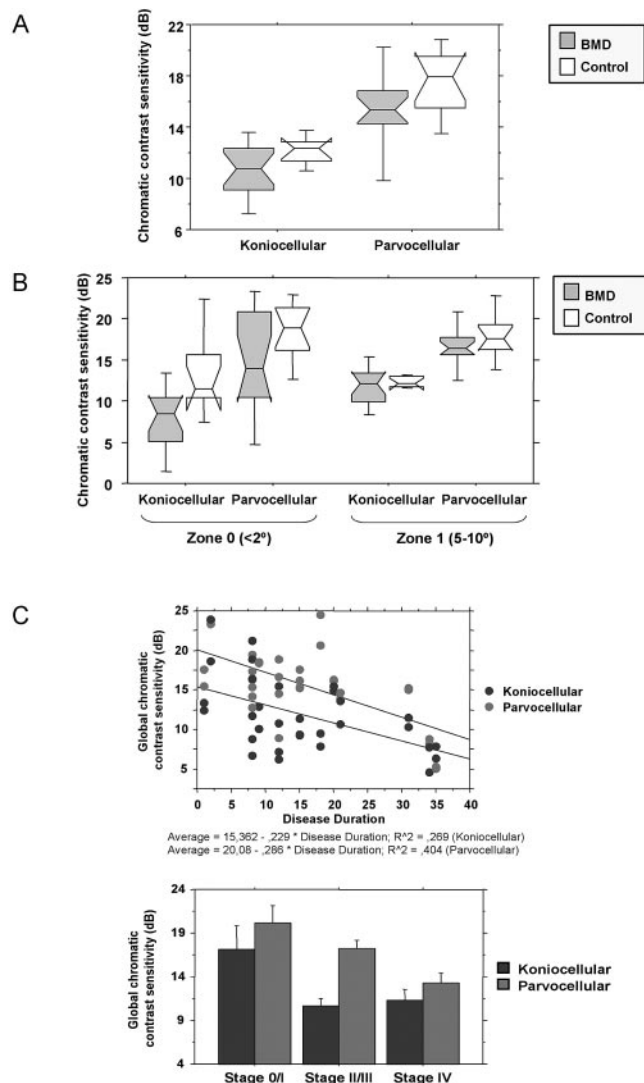 A
Chromatic contrast sensitivity (dB)
22
18
14
10
6
Koniocellular Parvocellular
BMD
Control
B
Chromatic contrast sensitivity (dB)
25
20
15
10
5
0
Koniocellular Parvocellular Koniocellular Parvocellular
Zone 0 (<2º) Zone 1 (5-10º)
BMD
Control
C
Global chromatic
contrast sensitivity (dB)
25
20
15
10
5
0 5 10 15 20 25 30 35 40
Disease Duration
Koniocellular
Parvocellular
Average = 15,362 - ,229 * Disease Duration; R^2 = ,269 (Koniocellular)
Average = 20,08 - ,286 * Disease Duration; R^2 = ,404 (Parvocellular)
Global chromatic
contrast sensitivity (dB)
24
19
14
9
4
Stage 0/I Stage II/III Stage IV
Koniocellular
Parvocellular